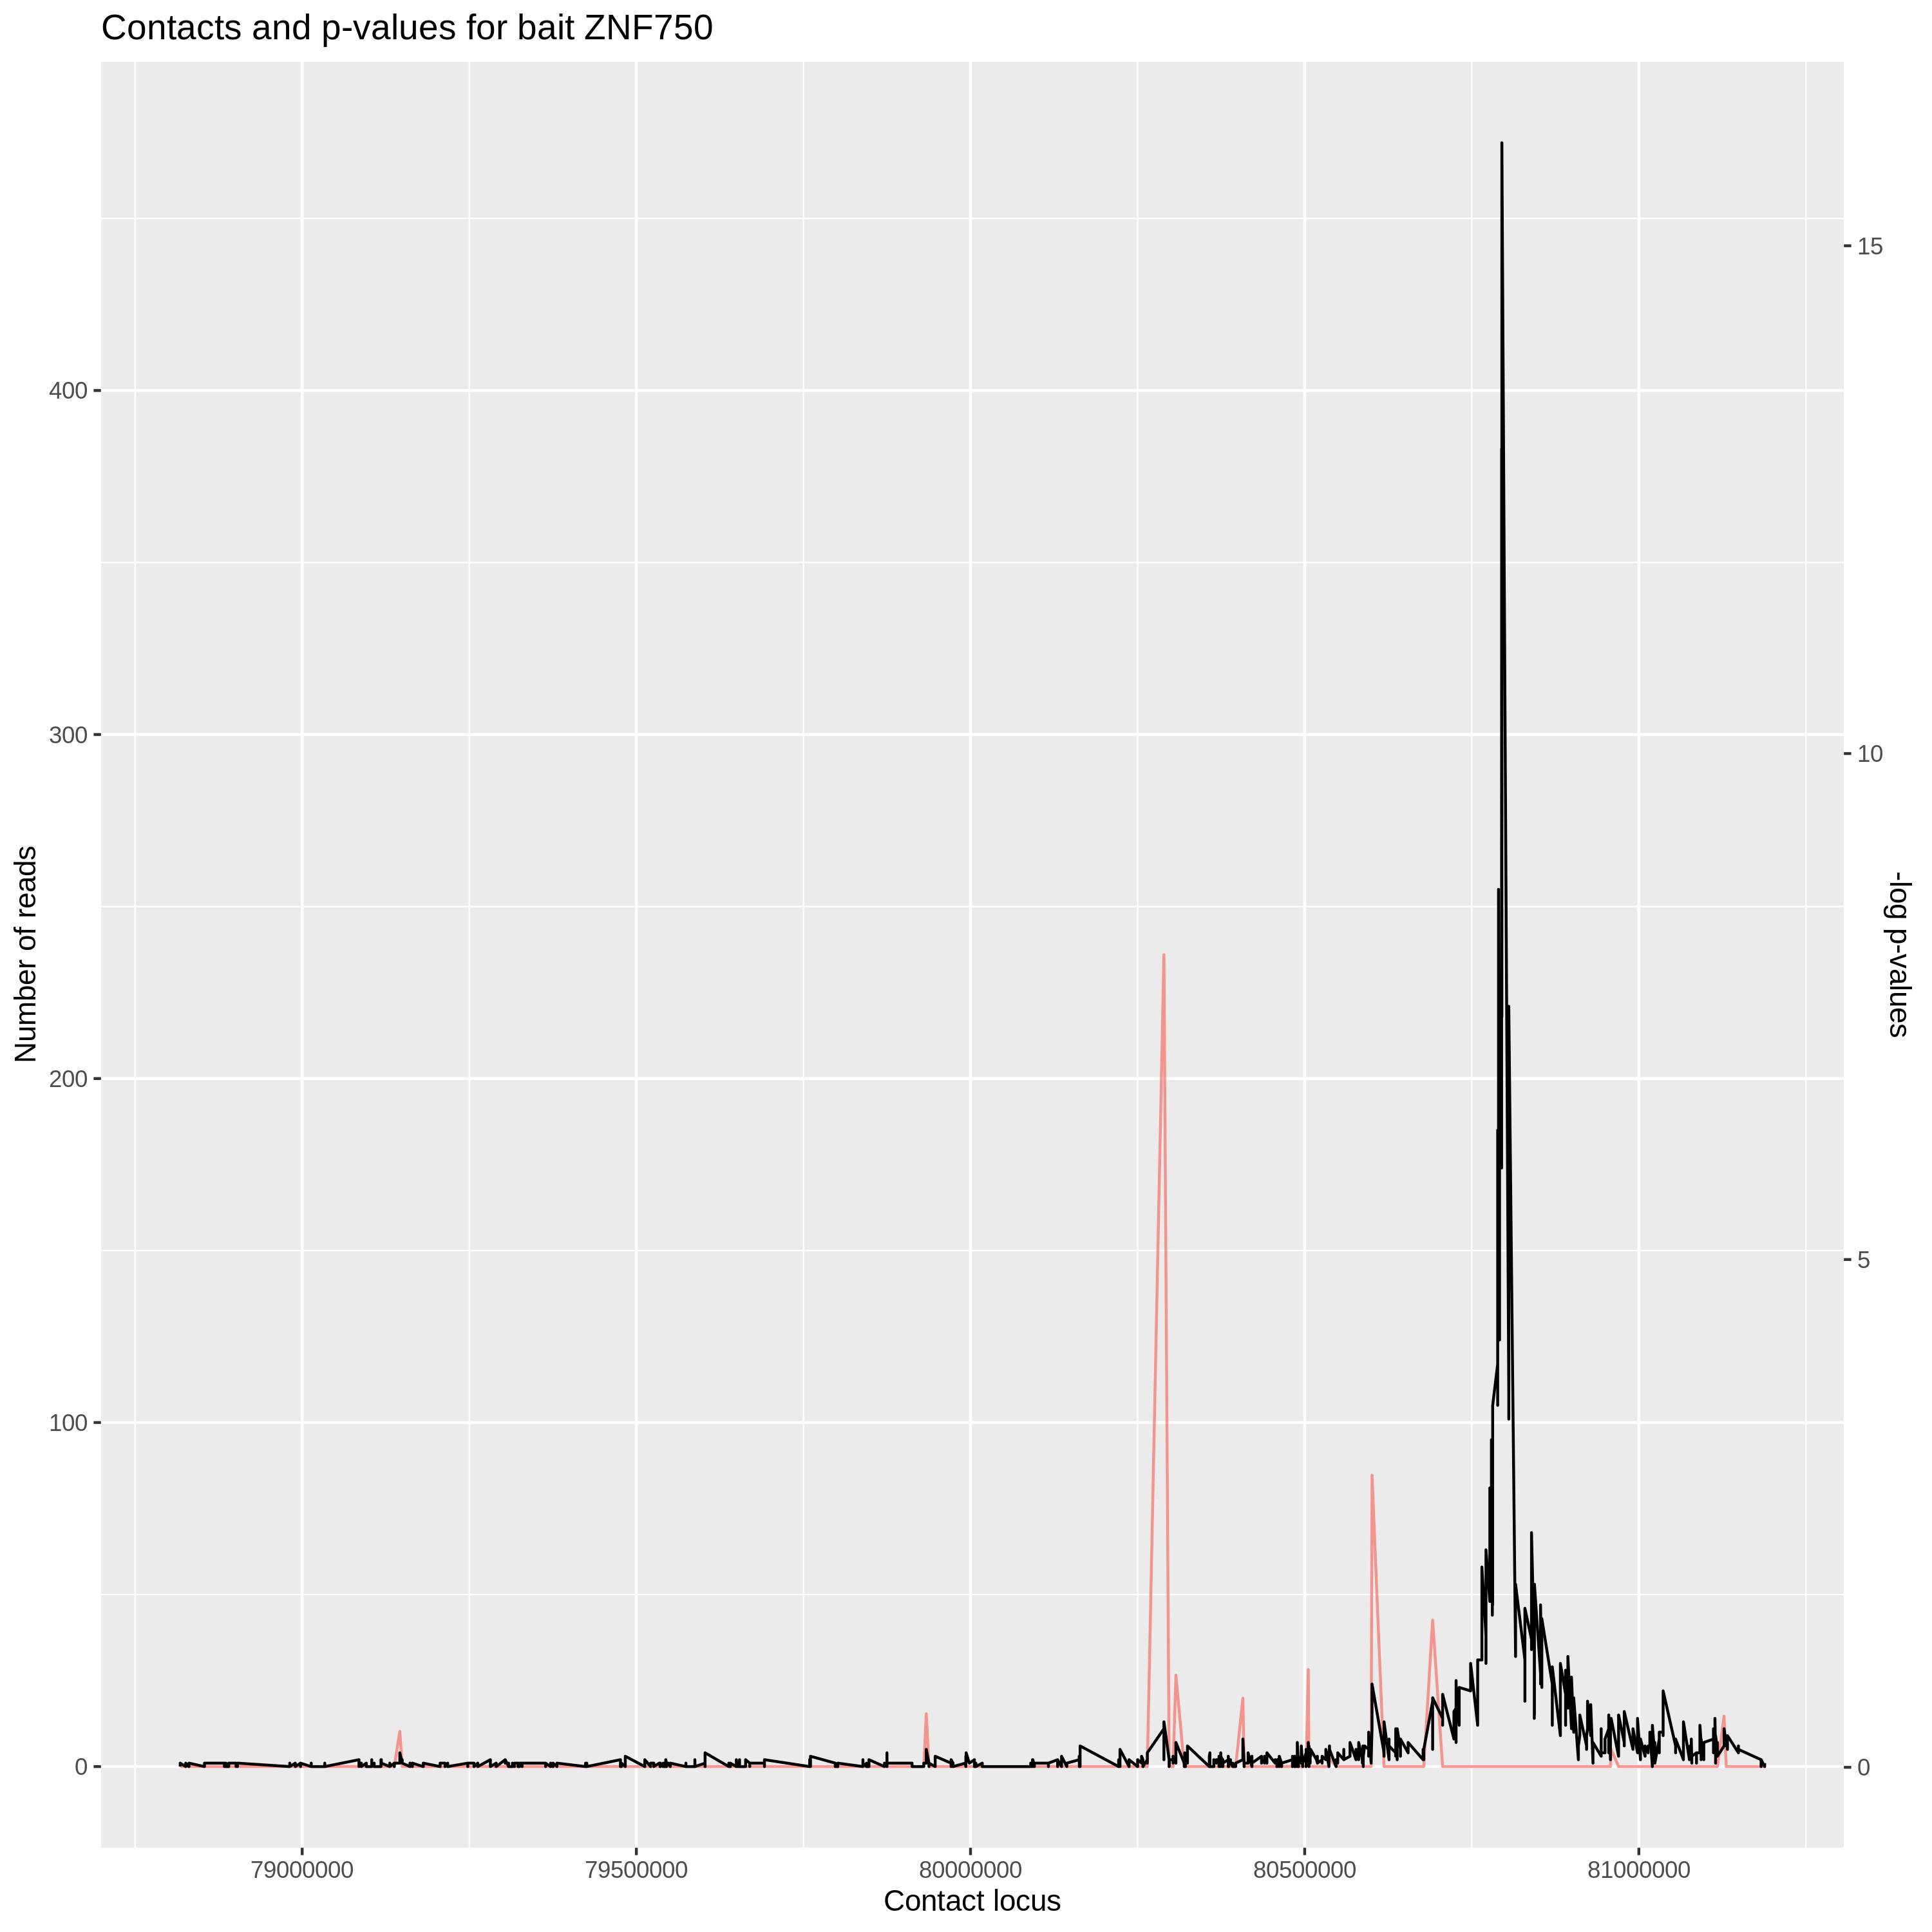 Contacts and p-values for bait ZNF750
Number of reads
400
300
200
100
0
15
10
5
0
-log p-values
79000000 79500000 80000000 80500000 81000000
Contact locus